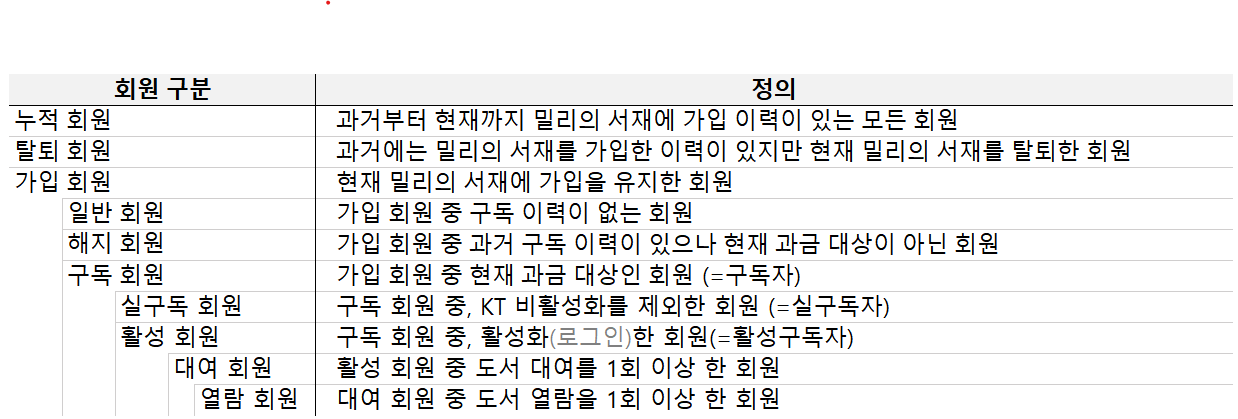 회원 구분 정의
누적 회원 과거부터 현재까지 밀리의 서재에 가입 이력이 있는 모든 회원
탈퇴 회원 과거에는 밀리의 서재를 가입한 이력이 있지만 현재 밀리의 서재를 탈퇴한 회원
가입 회원 현재 밀리의 서재에 가입을 유지한 회원
일반 회원 가입 회원 중 구독 이력이 없는 회원
해지 회원 가입 회원 중 과거 구독 이력이 있으나 현재 과금 대상이 아닌 회원
구독 회원 가입 회원 중 현재 과금 대상인 회원 (=구독자)
실구독 회원 구독 회원 중, KT 비활성화를 제외한 회원 (=실구독자)
활성 회원 구독 회원 중, 활성화(로그인)한 회원(=활성구독자)
대여 회원 활성 회원 중 도서 대여를 1회 이상 한 회원
열람 회원 대여 회원 중 도서 열람을 1회 이상 한 회원